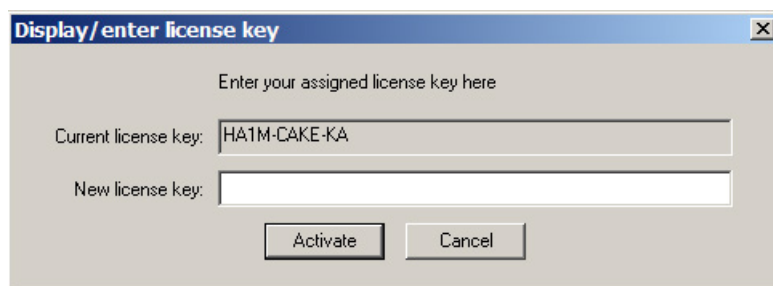 Display/enter license key
Enter your assigned license key here
Current license key: HA1M-CAKE-KA
New license key:
Activate Cancel